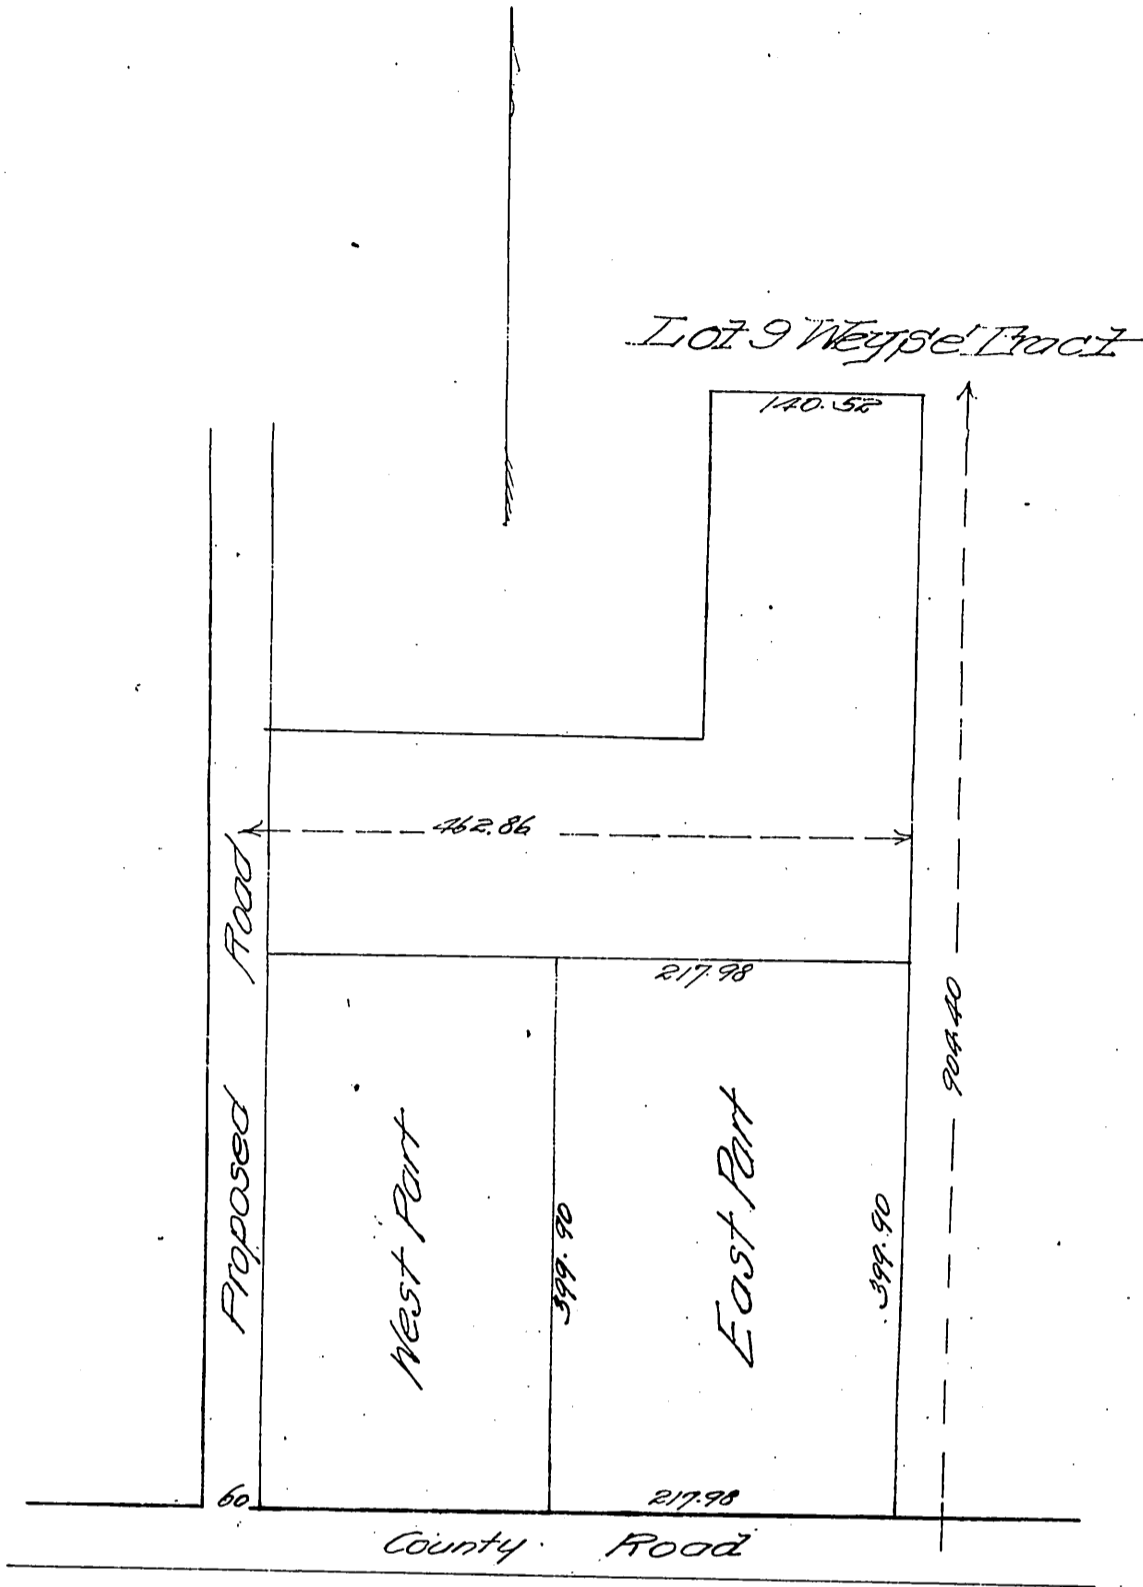 Lot 9 Weyse Tract
140.52
462.86
Proposed Road
217.98
904.40
West Part
399.90
East Part
399.90
60
217.98
County Road